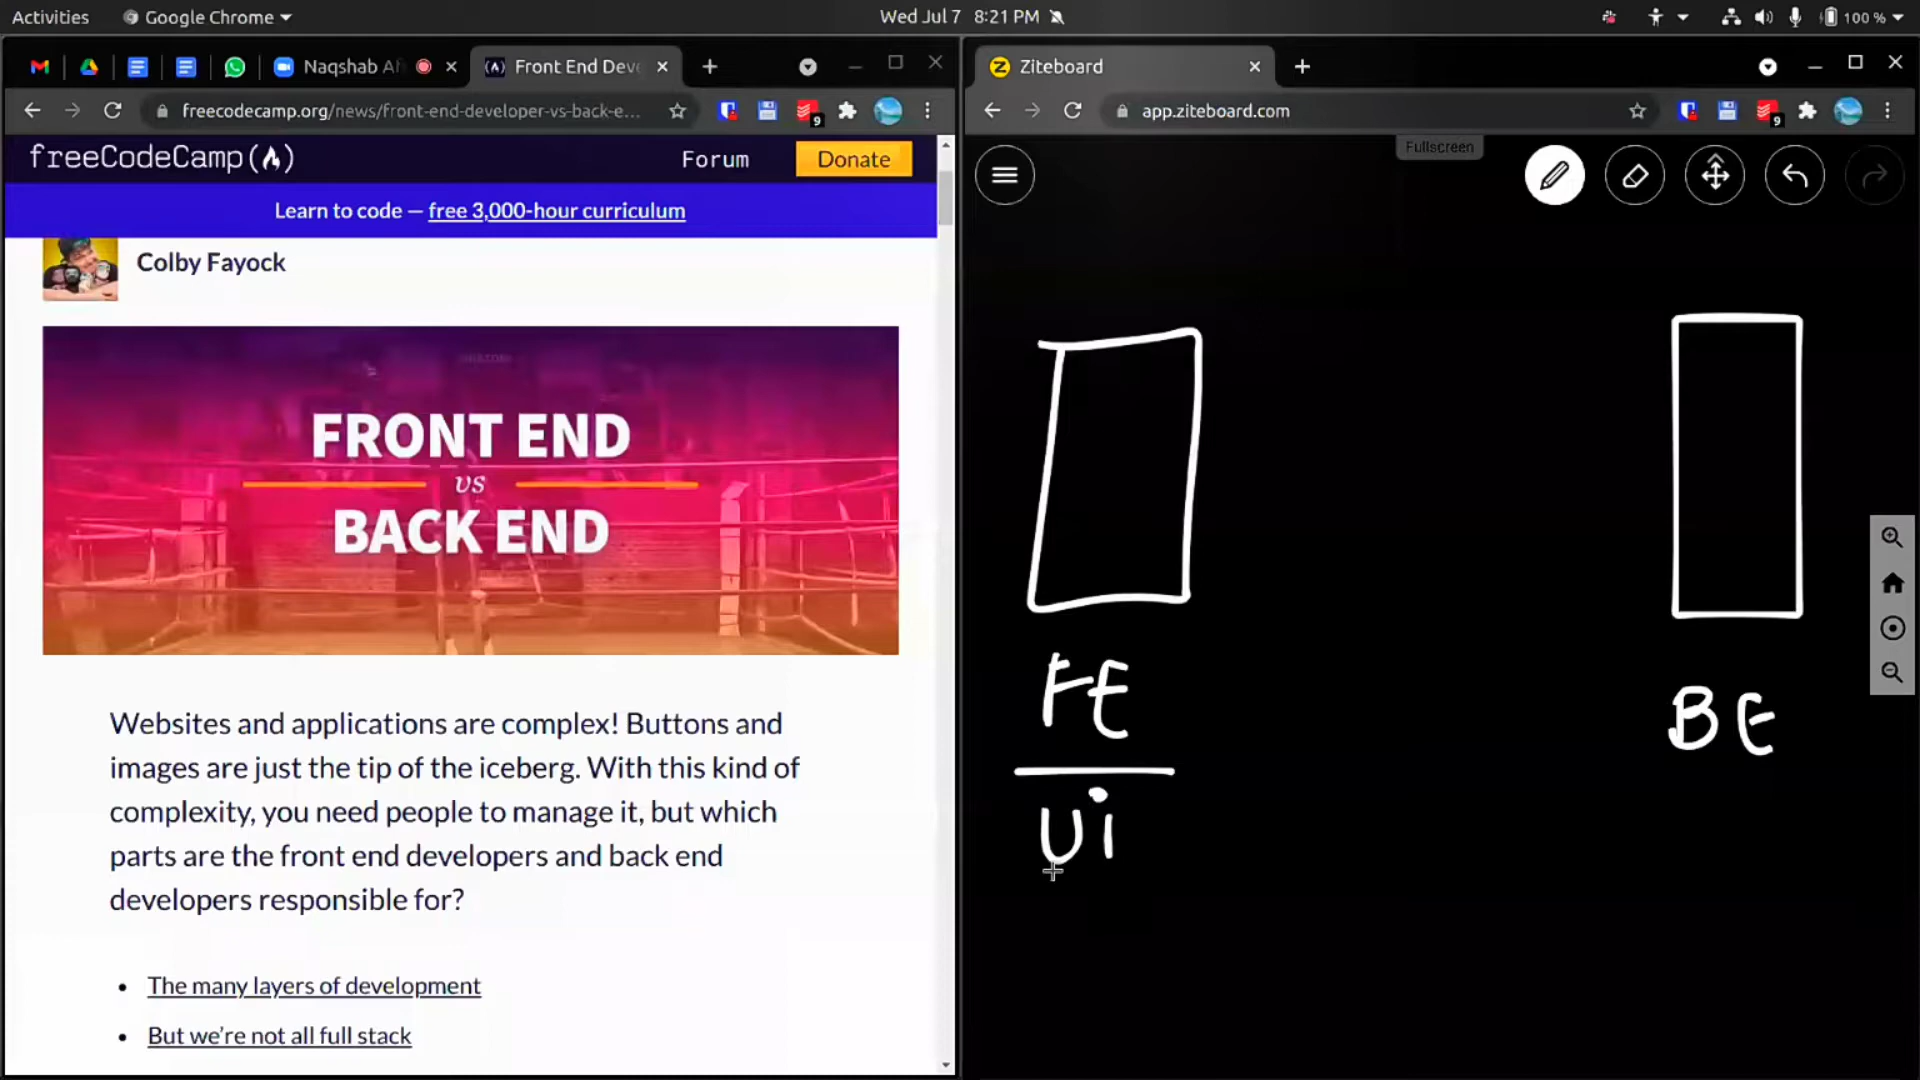 Activities Google Chrome Wed Jul 7 8:21 PM 100 %
Naqshab Af Front End Dev
freecodecamp.org/news/front-end-developer-vs-back-e... 9
freeCodeCamp Forum Donate
Learn to code — free 3,000-hour curriculum
Colby Fayock
FRONT END
vs
BACK END
Websites and applications are complex! Buttons and
images are just the tip of the iceberg. With this kind of
complexity, you need people to manage it, but which
parts are the front end developers and back end
developers responsible for?
The many layers of development
But we're not all full stack
Ziteboard
app.ziteboard.com 9
Fullscreen
FE
BE
Ui